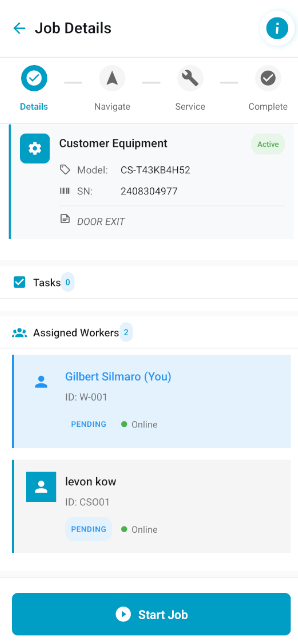 Job Details
Details
Navigate
Service
Complete
Customer Equipment
Active
Model: CS-T43KB4H52
SN: 2408304977
DOOR EXIT
Tasks 0
Assigned Workers 2
Gilbert Silmaro (You)
ID: W-001
PENDING
Online
levon kow
ID: CSO01
PENDING
Online
Start Job